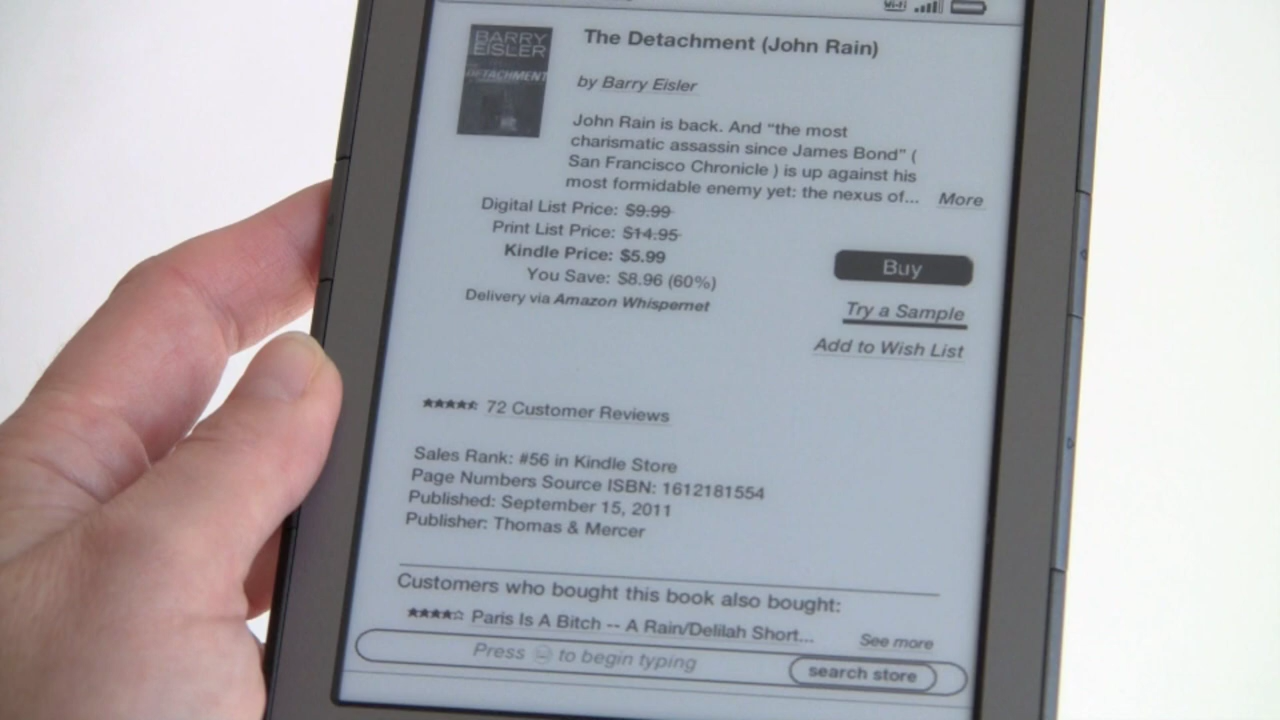 Wi-Fi
BARRY
EISLER
THE
DETACHMENT
The Detachment (John Rain)
by Barry Eisler
John Rain is back. And “the most
charismatic assassin since James Bond” (
San Francisco Chronicle ) is up against his
most formidable enemy yet: the nexus of...
More
Digital List Price: $9.99
Print List Price: $14.95
Kindle Price: $5.99
You Save: $8.96 (60%)
Delivery via Amazon Whispernet
Buy
Try a Sample
Add to Wish List
72 Customer Reviews
Sales Rank: #56 in Kindle Store
Page Numbers Source ISBN: 1612181554
Published: September 15, 2011
Publisher: Thomas & Mercer
Customers who bought this book also bought:
Paris Is A Bitch -- A Rain/Delilah Short...
See more
Press to begin typing
search store